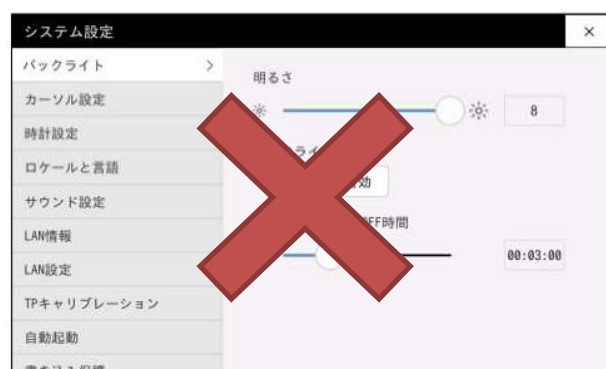 システム設定
バックライト
カーソル設定
時計設定
ロケールと言語
サウンド設定
LAN情報
LAN設定
TPキャリブレーション
自動起動
明るさ
8
FF時間
00:03:00